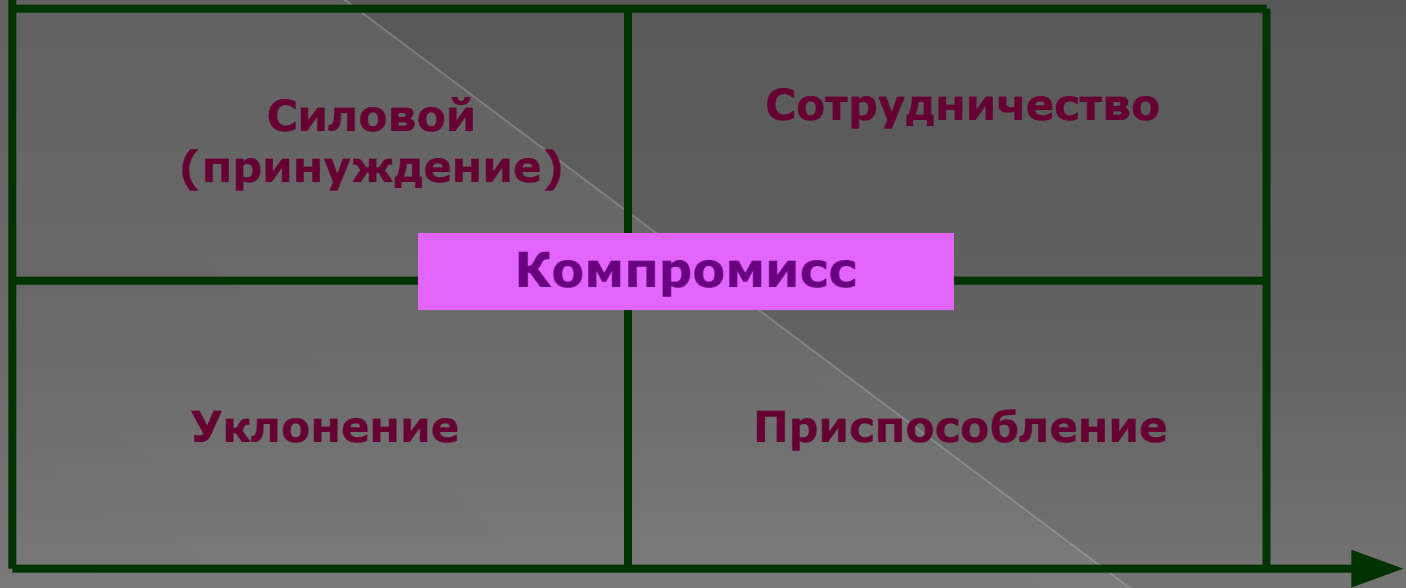 Силовой
(принуждение)
Сотрудничество
Компромисс
Уклонение
Приспособление